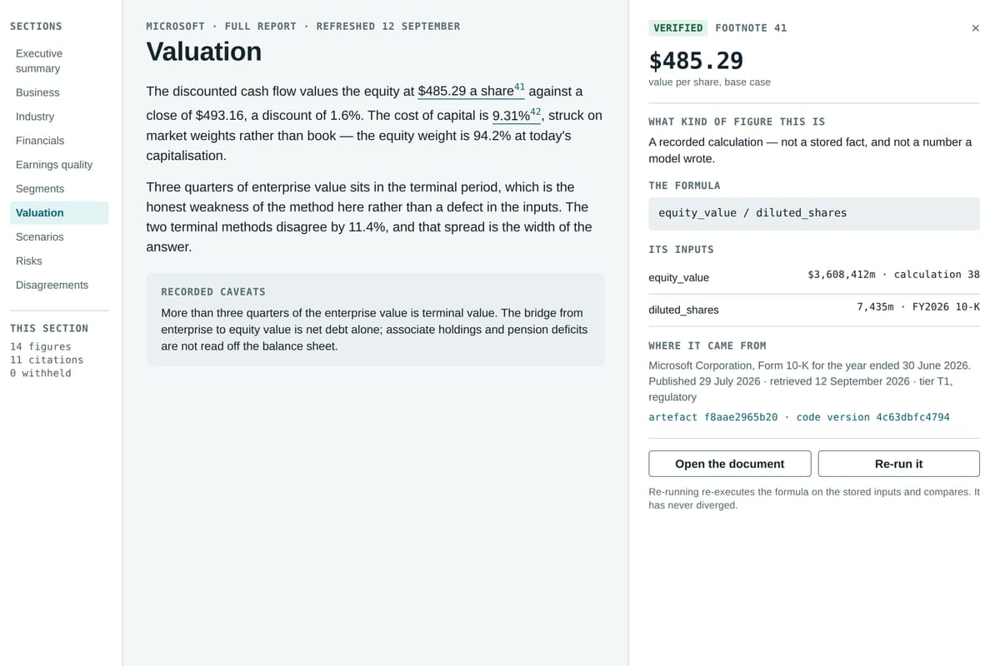 SECTIONS
Executive
summary
Business
Industry
Financials
Earnings quality
Segments
Valuation
Scenarios
Risks
Disagreements
THIS SECTION
14 figures
11 citations
0 withheld
MICROSOFT · FULL REPORT · REFRESHED 12 SEPTEMBER
Valuation
The discounted cash flow values the equity at $485.29 a share41 against a
close of $493.16, a discount of 1.6%. The cost of capital is 9.31%42, struck on
market weights rather than book — the equity weight is 94.2% at today's
capitalisation.
Three quarters of enterprise value sits in the terminal period, which is the
honest weakness of the method here rather than a defect in the inputs. The
two terminal methods disagree by 11.4%, and that spread is the width of the
answer.
RECORDED CAVEATS
More than three quarters of the enterprise value is terminal value. The bridge from
enterprise to equity value is net debt alone; associate holdings and pension deficits
are not read off the balance sheet.
VERIFIED FOOTNOTE 41 ×
$485.29
value per share, base case
WHAT KIND OF FIGURE THIS IS
A recorded calculation — not a stored fact, and not a number a
model wrote.
THE FORMULA
equity_value / diluted_shares
ITS INPUTS
equity_value $3,608,412m · calculation 38
diluted_shares 7,435m · FY2026 10-K
WHERE IT CAME FROM
Microsoft Corporation, Form 10-K for the year ended 30 June 2026.
Published 29 July 2026 · retrieved 12 September 2026 · tier T1,
regulatory
artefact f8aae2965b20 · code version 4c63dbfc4794
Open the document Re-run it
Re-running re-executes the formula on the stored inputs and compares. It
has never diverged.